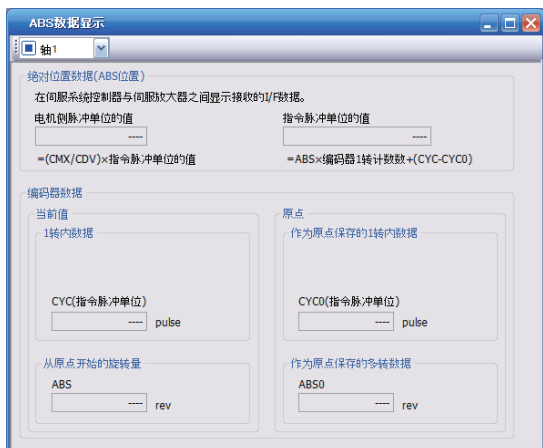 ABS数据显示
轴1
绝对位置数据(ABS位置)
在伺服系统控制器与伺服放大器之间显示接收的I/F数据。
电机侧脉冲单位的值
指令脉冲单位的值
----
----
=(CMX/CDV)×指令脉冲单位的值
=ABS×编码器1转计数数+(CYC-CYC0)
编码器数据
当前值
原点
1转内数据
作为原点保存的1转内数据
CYC(指令脉冲单位)
CYC0(指令脉冲单位)
---- pulse
---- pulse
从原点开始的旋转量
作为原点保存的多转数据
ABS
ABS0
---- rev
---- rev